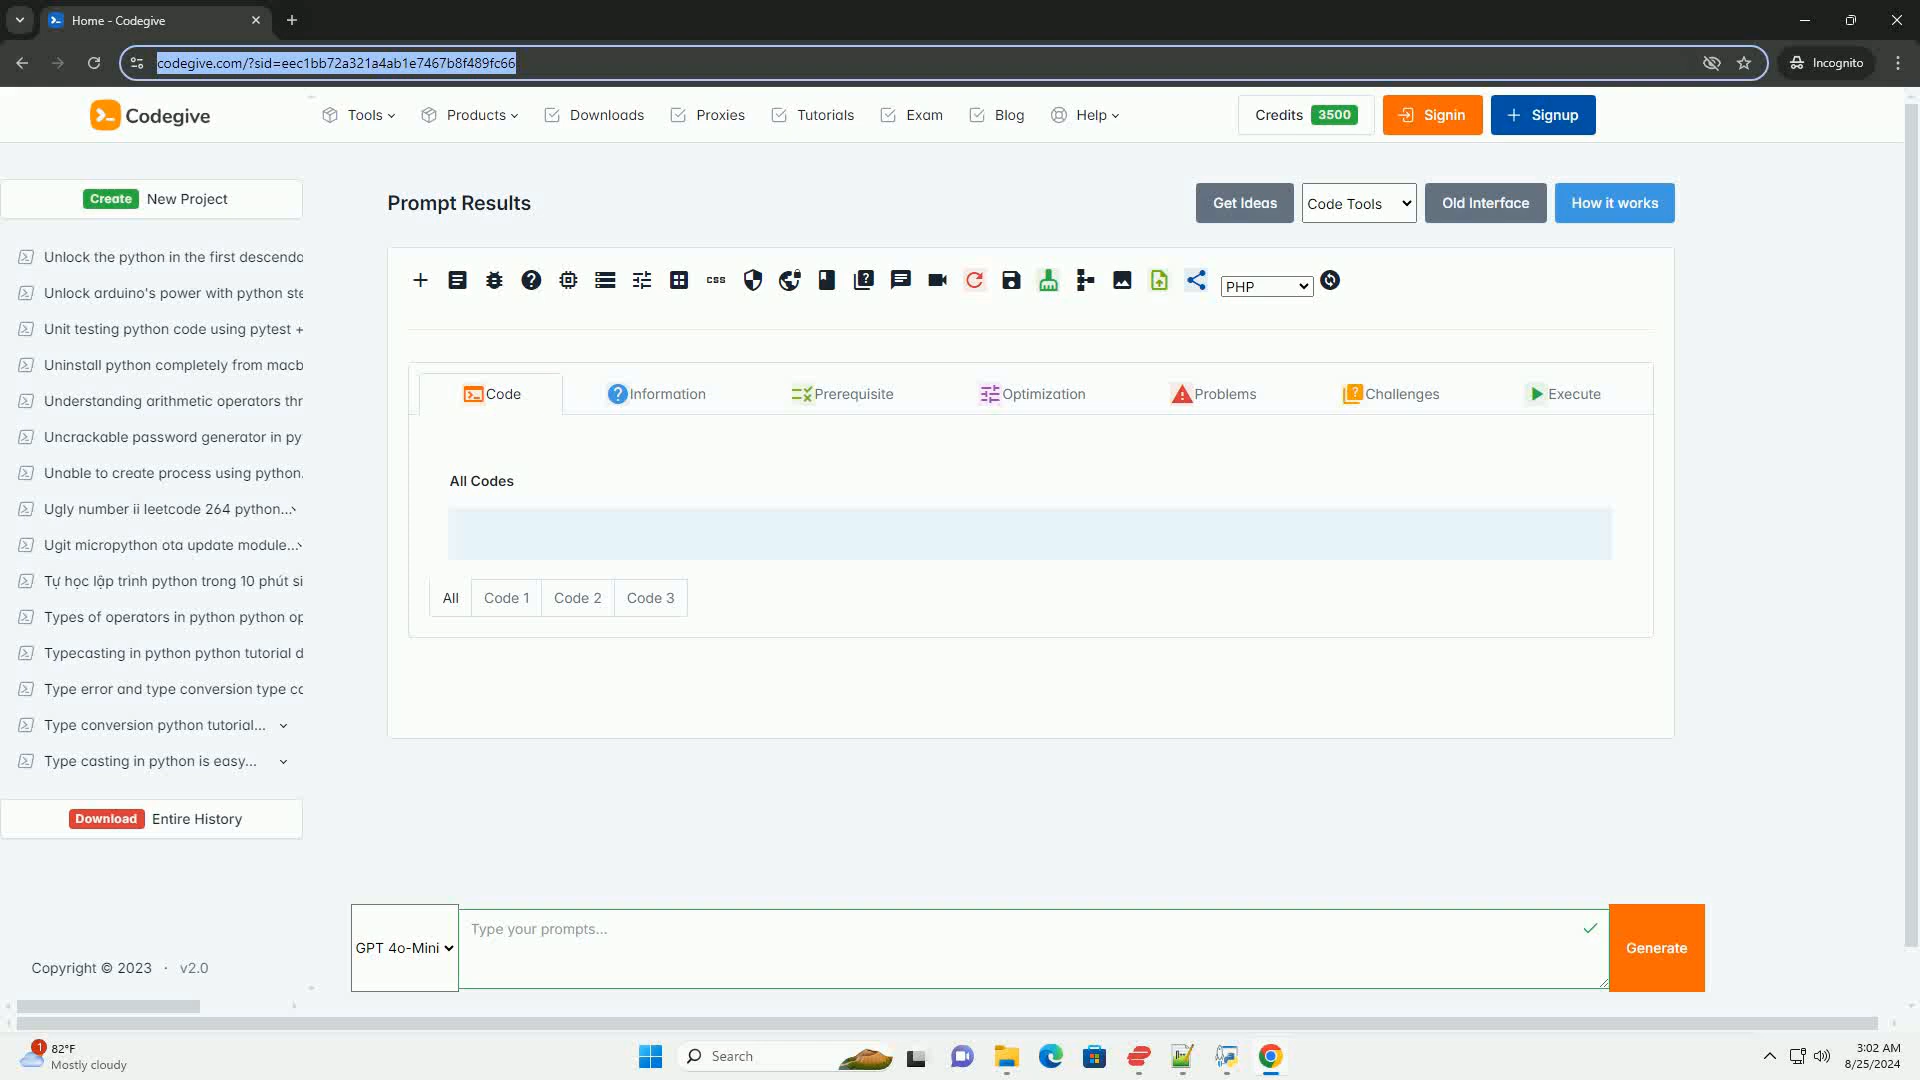 Home - Codegive
codegive.com/?sid=eec1bb72a321a4ab1e7467b8f489fc66
Incognito
Codegive
Tools
Products
Downloads
Proxies
Tutorials
Exam
Blog
Help
Credits 3500
Signin
Signup
Create New Project
Unlock the python in the first descenda
Unlock arduino's power with python ste
Unit testing python code using pytest +
Uninstall python completely from macb
Understanding arithmetic operators thr
Uncrackable password generator in py
Unable to create process using python.
Ugly number ii leetcode 264 python...
Ugit micropython ota update module...
Tự học lập trình python trong 10 phút si
Types of operators in python python op
Typecasting in python python tutorial d
Type error and type conversion type co
Type conversion python tutorial...
Type casting in python is easy...
Download Entire History
Copyright © 2023 · v2.0
Prompt Results
Get Ideas
Code Tools
Old Interface
How it works
css
PHP
Code
Information
Prerequisite
Optimization
Problems
Challenges
Execute
All Codes
All
Code 1
Code 2
Code 3
GPT 4o-Mini
Type your prompts...
Generate
1
82°F
Mostly cloudy
Search
3:02 AM
8/25/2024